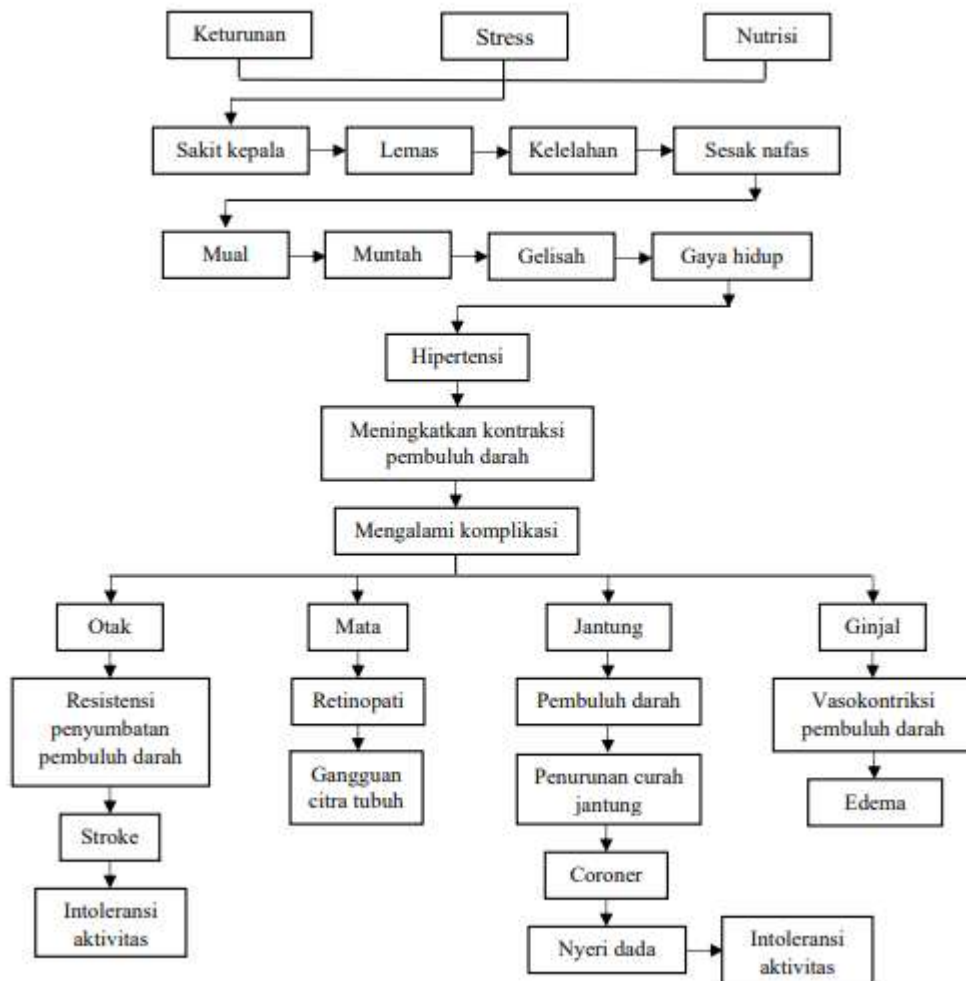 Keturunan
Stress
Nutrisi
Sakit kepala
Lemas
Kelelahan
Sesak nafas
Mual
Muntah
Gelisah
Gaya hidup
Hipertensi
Meningkatkan kontraksi
pembuluh darah
Mengalami komplikasi
Otak
Mata
Jantung
Ginjal
Resistensi
penyumbatan
pembuluh darah
Retinopati
Pembuluh darah
Vasokontriksi
pembuluh darah
Gangguan
citra tubuh
Penurunan curah
jantung
Edema
Stroke
Coroner
Intoleransi
aktivitas
Nyeri dada
Intoleransi
aktivitas